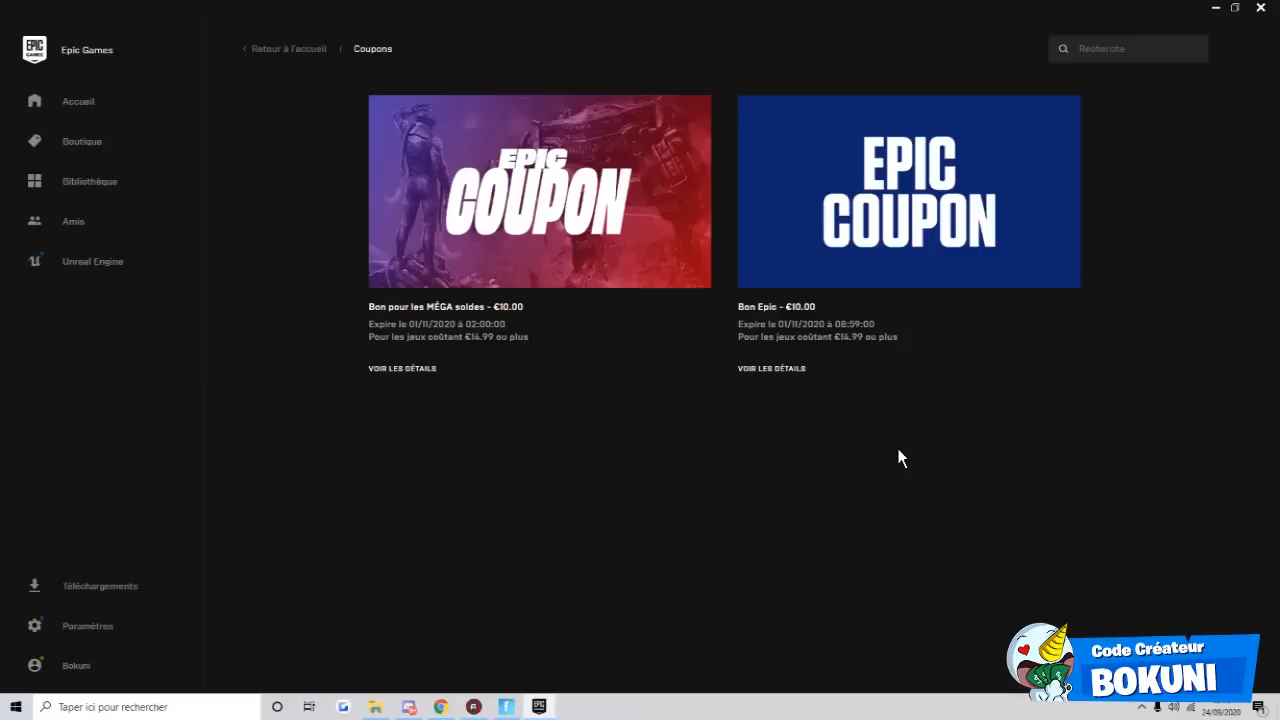 EPIC
GAMES
Epic Games
Retour à l'accueil
Coupons
Recherche
Accueil
Boutique
Bibliothèque
Amis
Unreal Engine
EPIC
COUPON
Bon pour les MÉGA soldes - €10.00
Expire le 01/11/2020 à 02:00:00
Pour les jeux coûtant €14.99 ou plus
VOIR LES DÉTAILS
EPIC
COUPON
Bon Epic - €10.00
Expire le 01/11/2020 à 08:59:00
Pour les jeux coûtant €14.99 ou plus
VOIR LES DÉTAILS
Téléchargements
Paramètres
Bokuni
Code Créateur
BOKUNI
Taper ici pour rechercher
EPIC
GAMES
24/09/2020